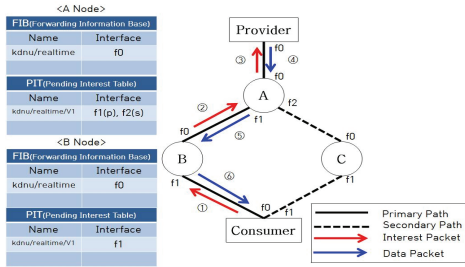 <A Node>
FIB(Forwarding Information Base)
Name Interface
kdnu/realtime f0
PIT(Pending Interest Table)
Name Interface
kdnu/realtime/V1 f1(p), f2(s)
<B Node>
FIB(Forwarding Information Base)
Name Interface
kdnu/realtime f0
PIT(Pending Interest Table)
Name Interface
kdnu/realtime/V1 f1
Provider
f0
③ ④
f0
A
f2
② f1
f0 ⑤ f0
B C
f1 ⑥ f1
① f0 f1
Consumer
Primary Path
Secondary Path
Interest Packet
Data Packet